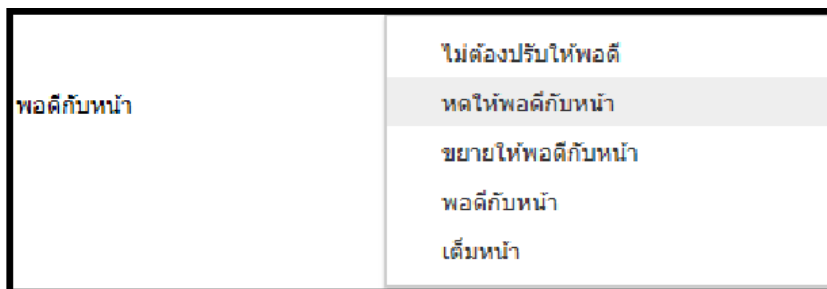 ไม่ต้องปรับให้พอดี
พอดีกับหน้า
หดให้พอดีกับหน้า
ขยายให้พอดีกับหน้า
พอดีกับหน้า
เต็มหน้า